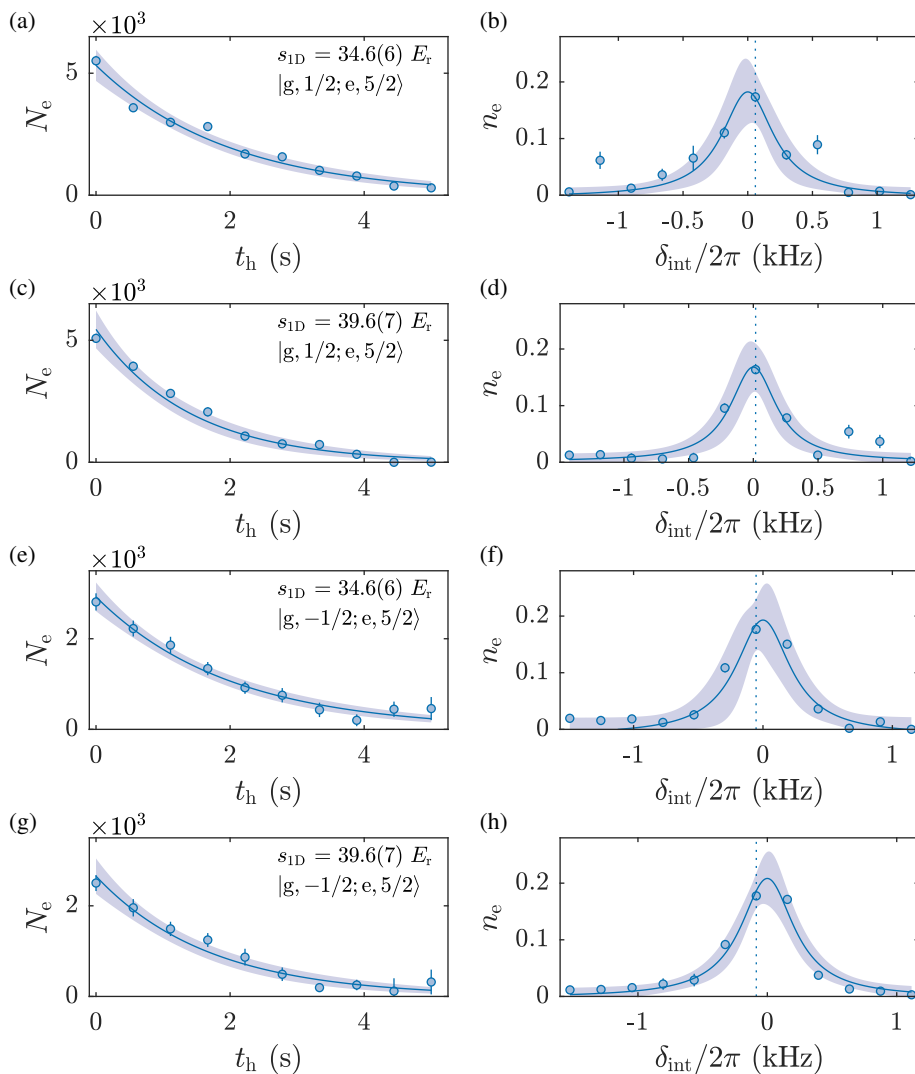 (a)
×10³
5
0
N_e
s_1D = 34.6(6) E_r
|g, 1/2; e, 5/2⟩
0 2 4
t_h (s)
(b)
0.2
0.1
0
n_e
-1 -0.5 0 0.5 1
δ_int/2π (kHz)
(c)
×10³
5
0
N_e
s_1D = 39.6(7) E_r
|g, 1/2; e, 5/2⟩
0 2 4
t_h (s)
(d)
0.2
0.1
0
n_e
-1 -0.5 0 0.5 1
δ_int/2π (kHz)
(e)
×10³
2
0
N_e
s_1D = 34.6(6) E_r
|g, −1/2; e, 5/2⟩
0 2 4
t_h (s)
(f)
0.2
0.1
0
n_e
-1 0 1
δ_int/2π (kHz)
(g)
×10³
2
0
N_e
s_1D = 39.6(7) E_r
|g, −1/2; e, 5/2⟩
0 2 4
t_h (s)
(h)
0.2
0.1
0
n_e
-1 0 1
δ_int/2π (kHz)